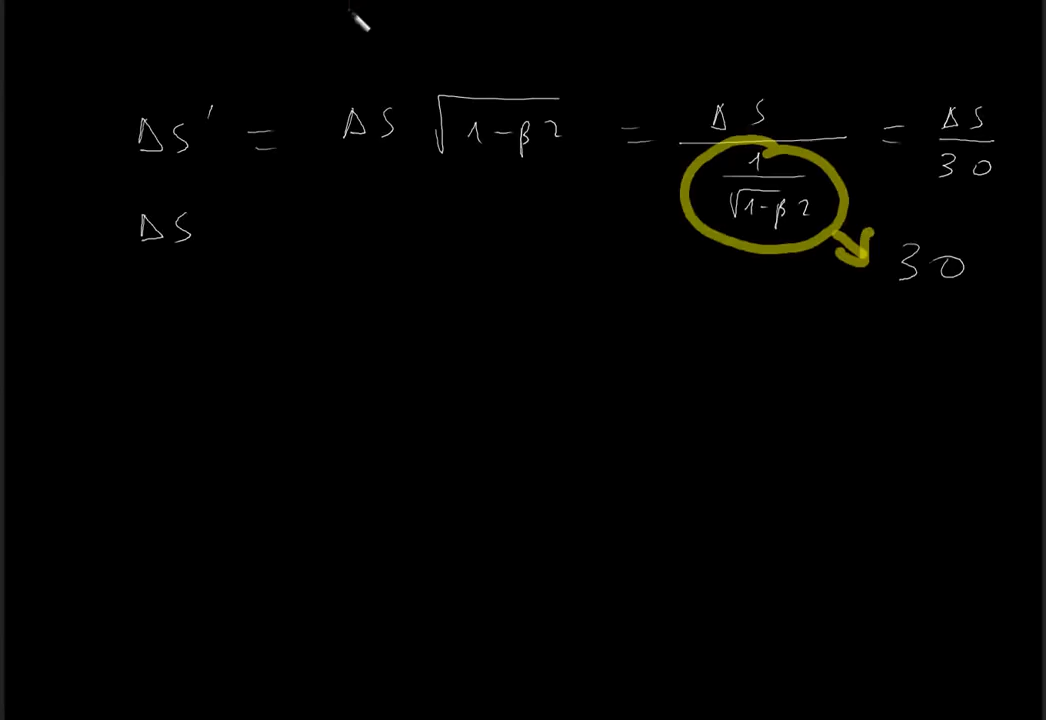 ΔS' = ΔS √1-β2 = ΔS / (1 / √1-β2) = ΔS / 30
ΔS
30